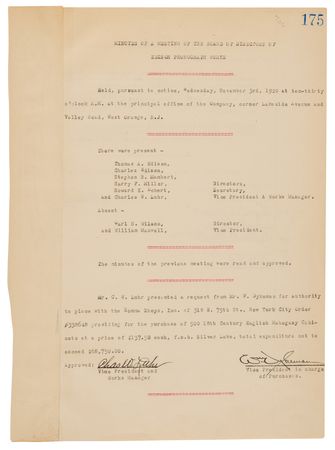 175
MINUTES OF A MEETING OF THE BOARD OF DIRECTORS OF
EDISON PHONOGRAPH WORKS
Held, pursuant to notice, Wednesday, November 3rd, 1920 at ten-thirty
o'clock A.M. at the principal office of the Company, corner Lakeside Avenue and
Valley Road, West Orange, N.J.
There were present -
Thomas A. Edison,
Charles Edison,
Stephen B. Mambert,
Harry F. Miller, Directors,
Howard H. Eckert, Secretary,
and Charles W. Luhr, Vice President & Works Manager.
Absent -
Carl H. Wilson, Director,
and William Maxwell, Vice President.
The minutes of the previous meeting were read and approved.
Mr. C. W. Luhr presented a request from Mr. W. Dykeman for authority
to place with the Shops, Inc. of 319 E. 75th St. New York City Order
providing for the purchase of 500 18th Century English Mahogany Cabi-
nets at a price of $137.50 each, f.o.b. Silver Lake, total expenditure not to
exceed $68,750.00.
Approved:
Vice President and Vice President in charge
Works Manager of Purchases.